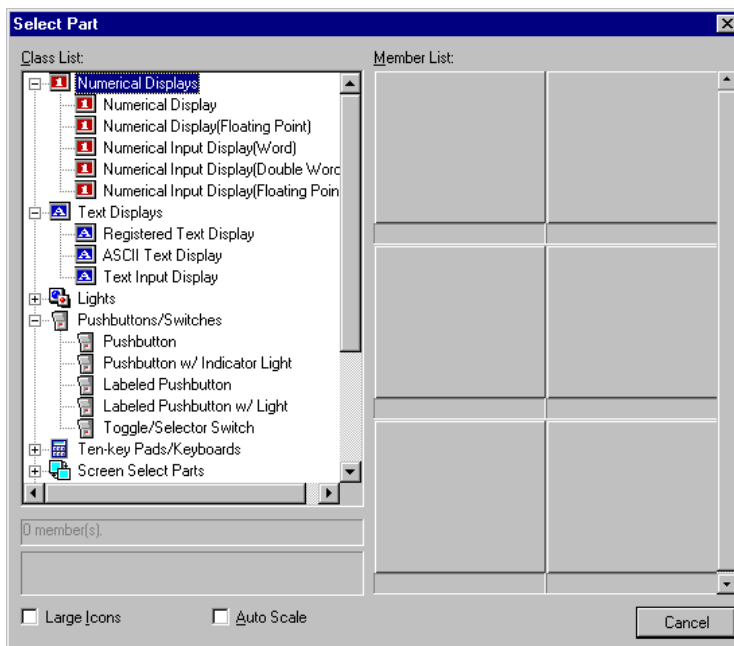 Select Part
Class List:
Member List:
Numerical Displays
Numerical Display
Numerical Display(Floating Point)
Numerical Input Display(Word)
Numerical Input Display(Double Word
Numerical Input Display(Floating Poin
Text Displays
Registered Text Display
ASCII Text Display
Text Input Display
Lights
Pushbuttons/Switches
Pushbutton
Pushbutton w/ Indicator Light
Labeled Pushbutton
Labeled Pushbutton w/ Light
Toggle/Selector Switch
Ten-key Pads/Keyboards
Screen Select Parts
0 member(s).
Large Icons
Auto Scale
Cancel